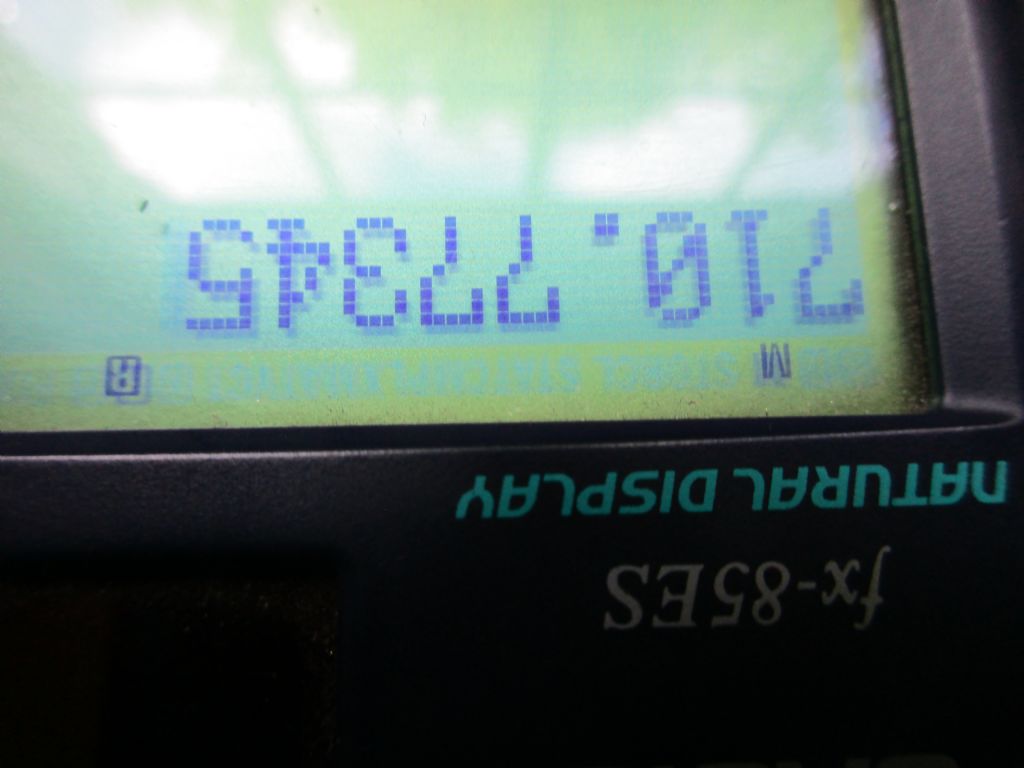 fx-85ES
NATURAL DISPLAY
M R
710.77345